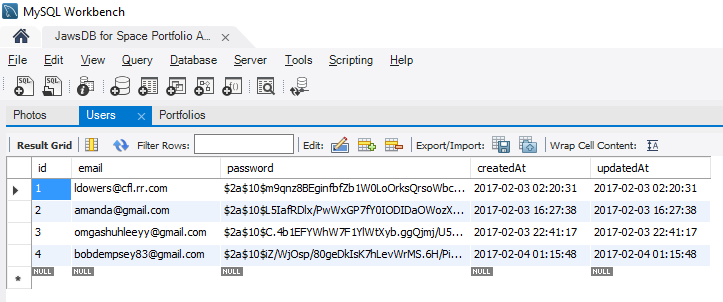 MySQL Workbench
JawsDB for Space Portfolio A... ×
File Edit View Query Database Server Tools Scripting Help
Photos Users × Portfolios
Result Grid Filter Rows: Edit: Export/Import: Wrap Cell Content: IA
id email password createdAt updatedAt
1 ldowers@cfl.rr.com $2a$10$m9qnz8BEginfbfZb1W0LoOrksQrsoWbc... 2017-02-03 02:20:31 2017-02-03 02:20:31
2 amanda@gmail.com $2a$10$L5IafRDlx/PwWxGP7fY0IODIDaOWozX... 2017-02-03 16:27:38 2017-02-03 16:27:38
3 omgashuhleeyy@gmail.com $2a$10$C.4b1EFYWhW7F1YlWtXyb.ggQjmj/U5... 2017-02-03 22:41:17 2017-02-03 22:41:17
4 bobdempsey83@gmail.com $2a$10$iZ/WjOsp/80geDkIsK7hLevWrMS.6H/Pi... 2017-02-04 01:15:48 2017-02-04 01:15:48
NULL NULL NULL NULL NULL